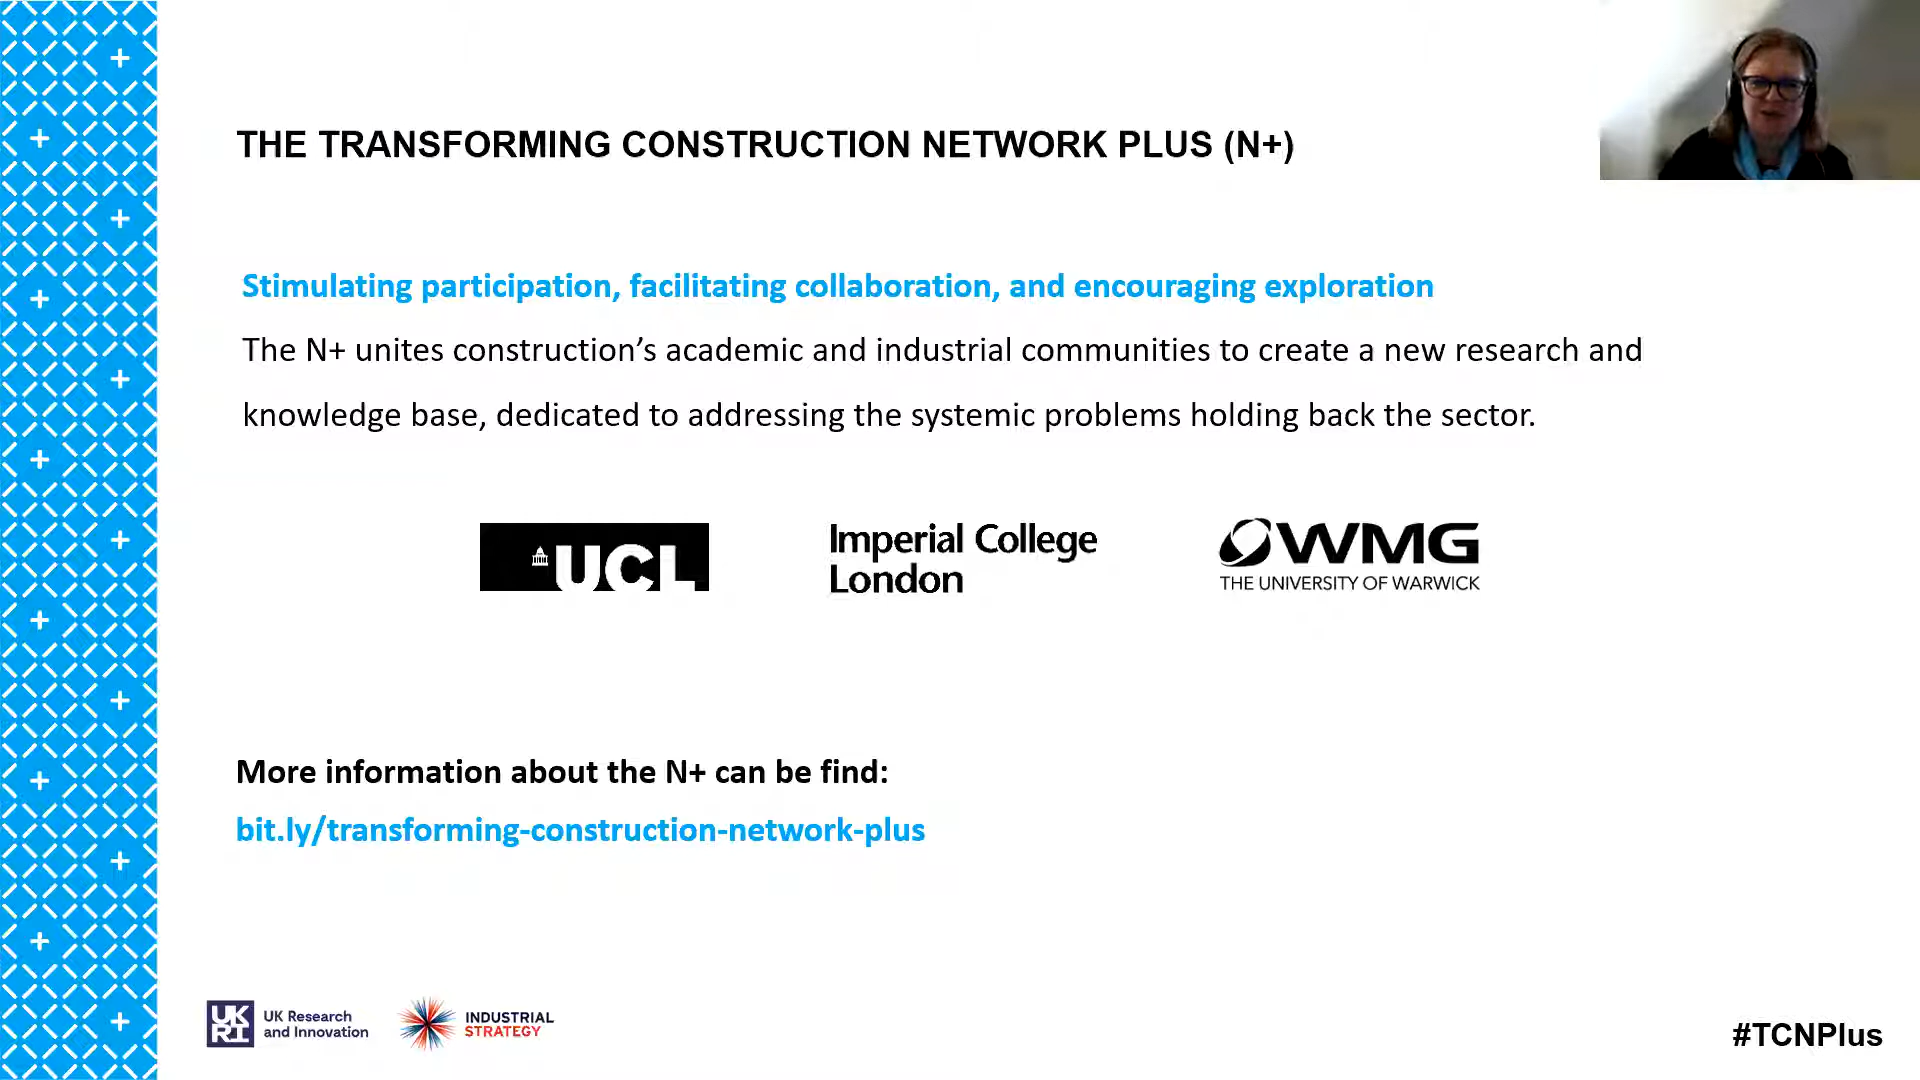 THE TRANSFORMING CONSTRUCTION NETWORK PLUS (N+)
Stimulating participation, facilitating collaboration, and encouraging exploration
The N+ unites construction’s academic and industrial communities to create a new research and
knowledge base, dedicated to addressing the systemic problems holding back the sector.
UCL
Imperial College
London
WMG
THE UNIVERSITY OF WARWICK
More information about the N+ can be find:
bit.ly/transforming-construction-network-plus
UK
RI
UK Research
and Innovation
INDUSTRIAL
STRATEGY
#TCNPlus